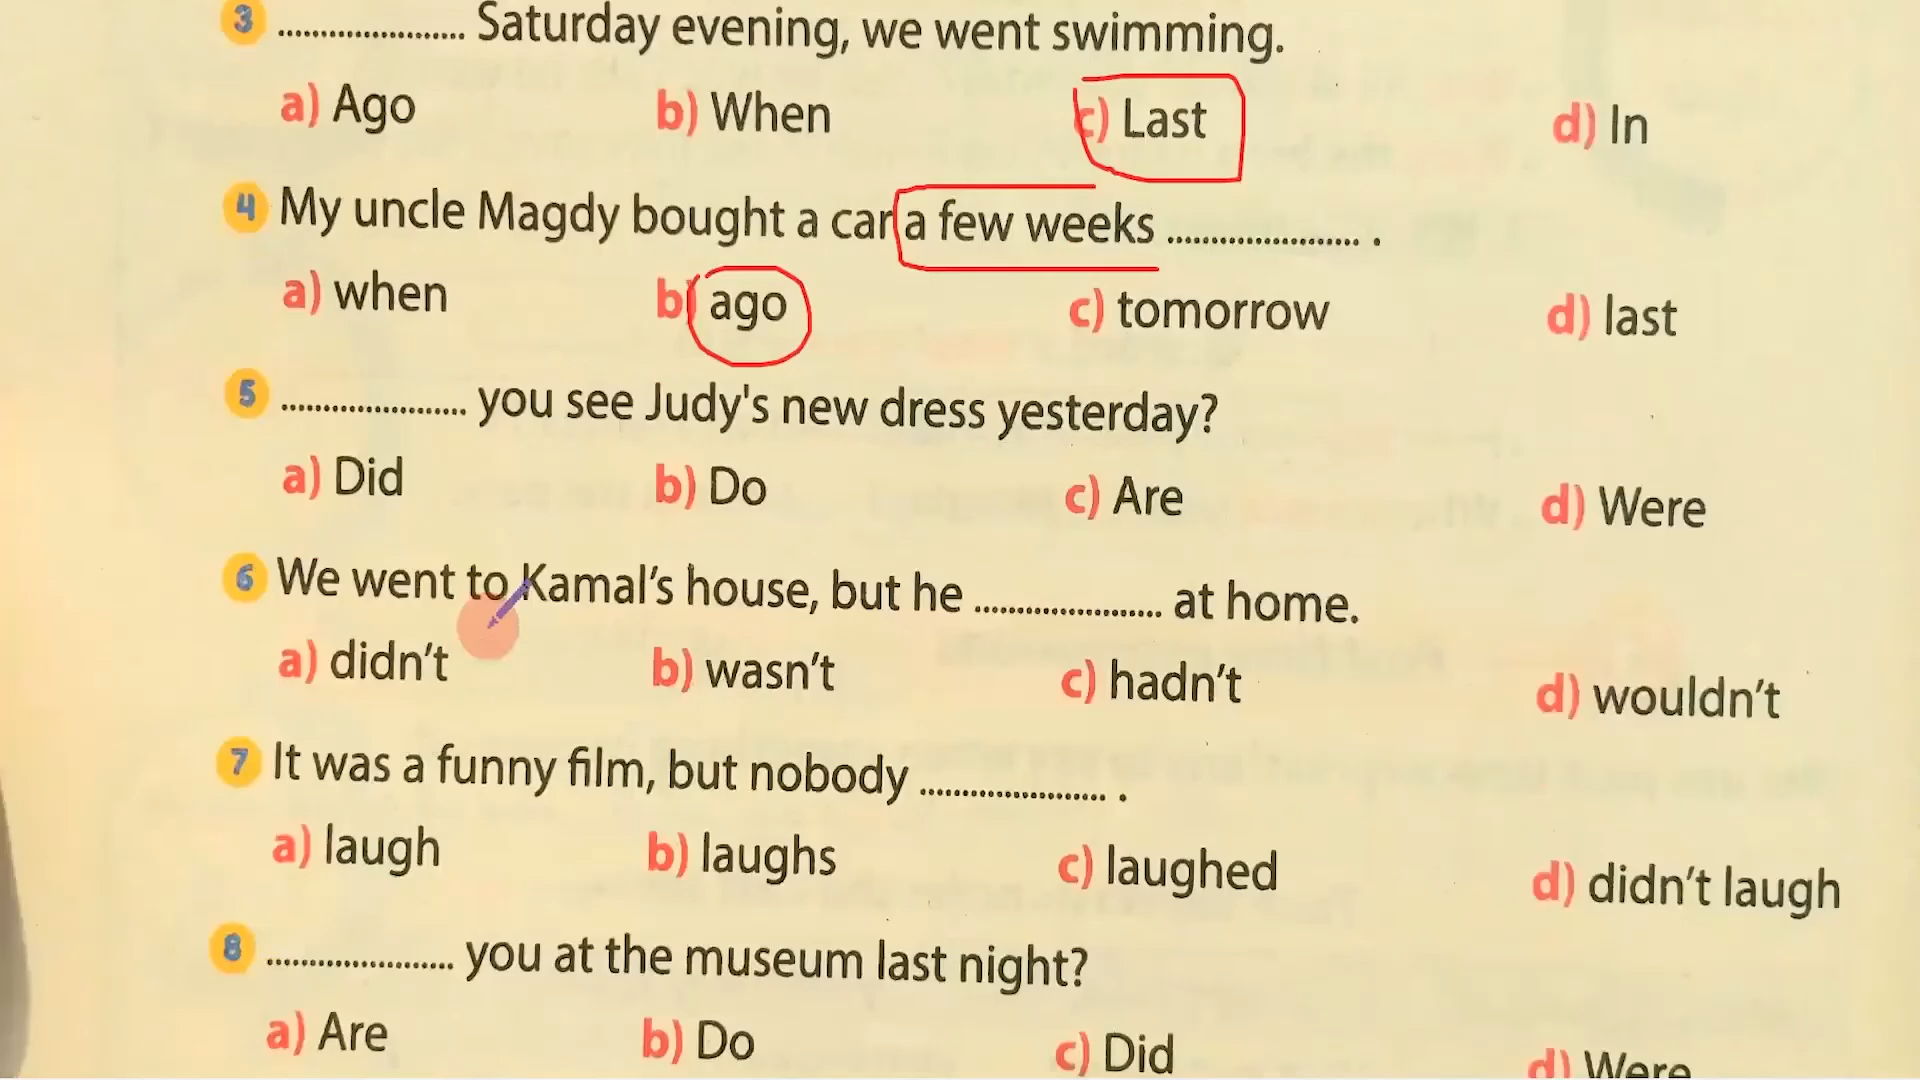 3 ...................... Saturday evening, we went swimming.
a) Ago b) When c) Last d) In
4 My uncle Magdy bought a car a few weeks ...................... .
a) when b) ago c) tomorrow d) last
5 ...................... you see Judy's new dress yesterday?
a) Did b) Do c) Are d) Were
6 We went to Kamal's house, but he ...................... at home.
a) didn't b) wasn't c) hadn't d) wouldn't
7 It was a funny film, but nobody ...................... .
a) laugh b) laughs c) laughed d) didn't laugh
8 ...................... you at the museum last night?
a) Are b) Do c) Did d) Were